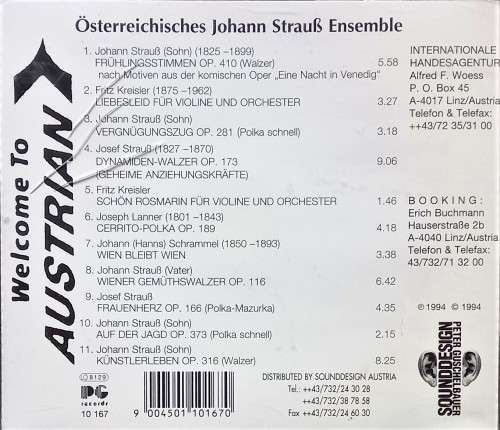 Österreichisches Johann Strauß Ensemble
Welcome To
AUSTRIAN
1. Johann Strauß (Sohn) (1825 -1899)
FRÜHLINGSSTIMMEN OP. 410 (Walzer) 5.58
nach Motiven aus der komischen Oper „Eine Nacht in Venedig"
2. Fritz Kreisler (1875 –1962)
LIEBESLEID FÜR VIOLINE UND ORCHESTER 3.27
3. Johann Strauß (Sohn)
VERGNÜGUNGSZUG OP. 281 (Polka schnell) 3.18
4. Josef Strauß (1827 –1870)
DYNAMIDEN-WALZER OP. 173 9.06
(GEHEIME ANZIEHUNGSKRÄFTE)
5. Fritz Kreisler
SCHÖN ROSMARIN FÜR VIOLINE UND ORCHESTER 1.46
6. Joseph Lanner (1801 –1843)
CERRITO-POLKA OP. 189 4.18
7. Johann (Hanns) Schrammel (1850 –1893)
WIEN BLEIBT WIEN 3.38
8. Johann Strauß (Vater)
WIENER GEMÜTHSWALZER OP. 116 6.42
9. Josef Strauß
FRAUENHERZ OP. 166 (Polka-Mazurka) 4.35
10. Johann Strauß (Sohn)
AUF DER JAGD OP. 373 (Polka schnell) 2.15
11. Johann Strauß (Sohn)
KÜNSTLERLEBEN OP. 316 (Walzer) 8.25
INTERNATIONALE
HANDESAGENTUR
Alfred F. Woess
P. O. Box 45
A-4017 Linz/Austria
Telefon & Telefax:
++43/72 35/31 00
BOOKING:
Erich Buchmann
Hauserstraße 2b
A-4040 Linz/Austria
Telefon & Telefax:
43/732/71 32 00
℗ 1994 © 1994
PETER GUSCHELBAUER
SOUNDDESIGN
LC 8129
PG
records
10 167
9 004501 101670
DISTRIBUTED BY SOUNDDESIGN AUSTRIA
Tel.: ++43/732/24 30 28
++43/732/38 78 58
Fax ++43/732/24 60 30